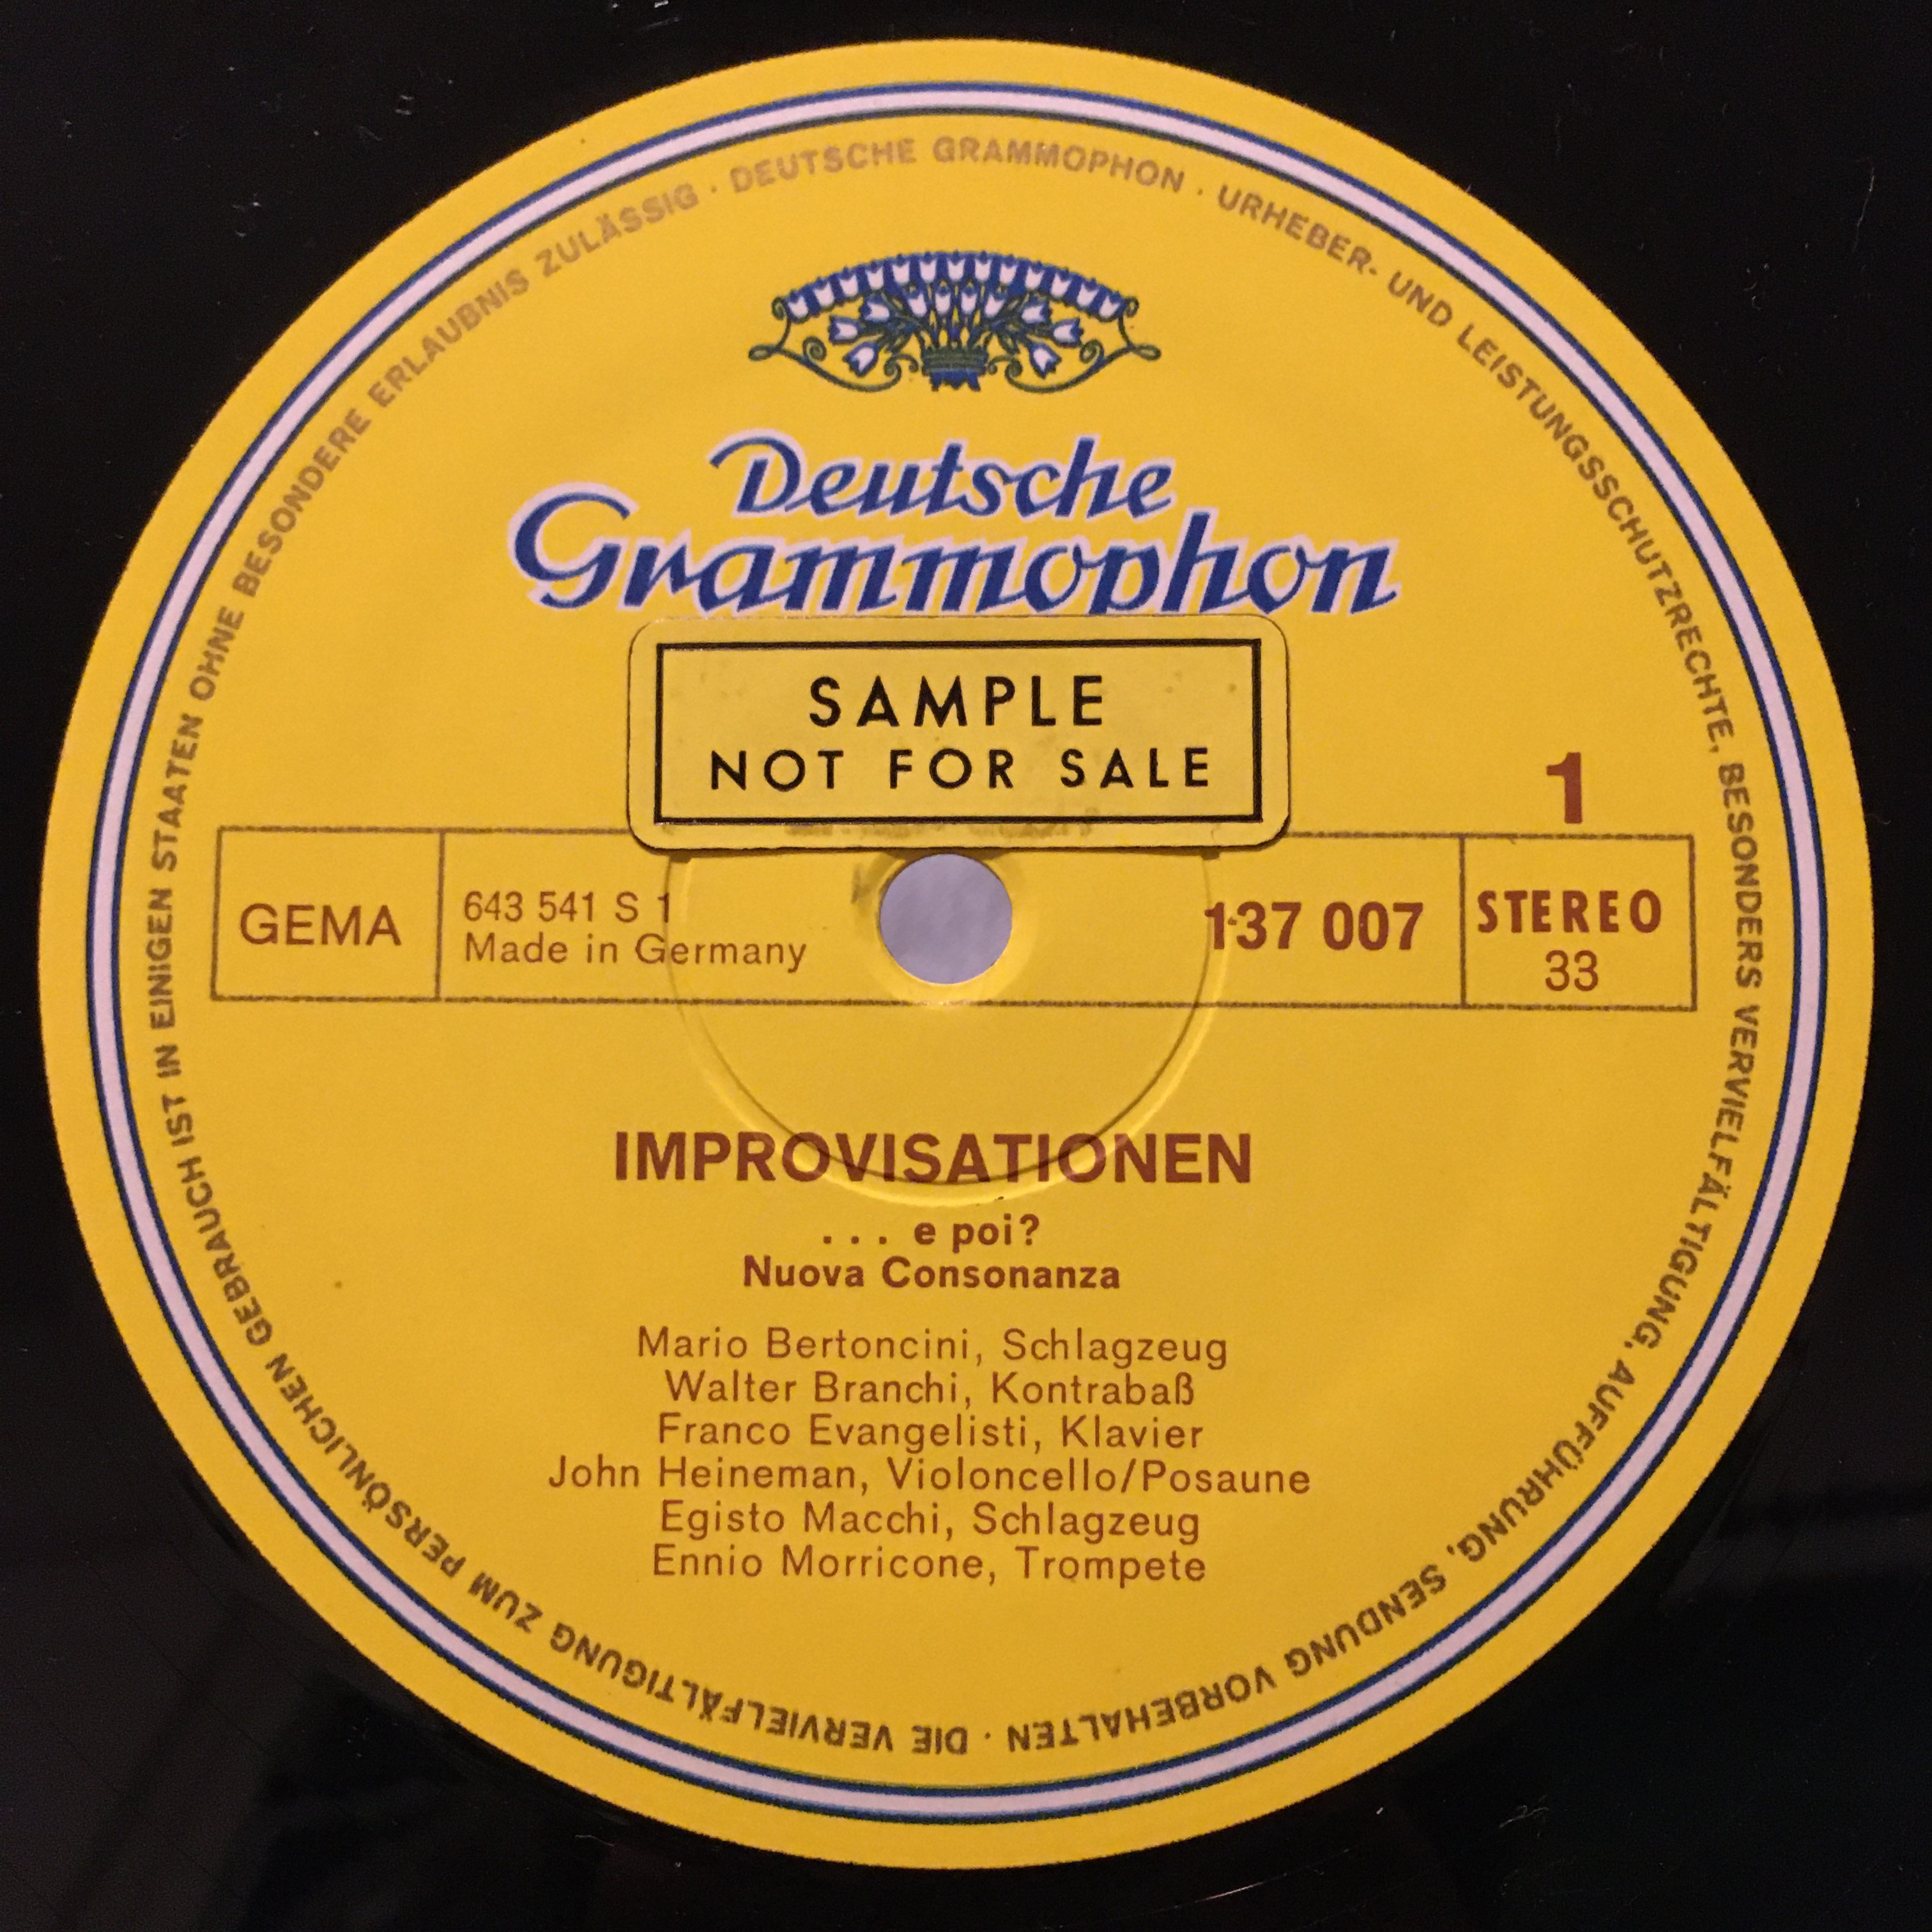 DEUTSCHE GRAMMOPHON · URHEBER- UND LEISTUNGSSCHUTZRECHTE, BESONDERS VERVIELFÄLTIGUNG, AUFFÜHRUNG, SENDUNG VORBEHALTEN · DIE VERVIELFÄLTIGUNG ZUM PERSÖNLICHEN GEBRAUCH IST IN EINIGEN STAATEN OHNE BESONDERE ERLAUBNIS ZULÄSSIG ·
Deutsche
Grammophon
SAMPLE
NOT FOR SALE
1
GEMA
643 541 S 1
Made in Germany
137 007
STEREO
33
IMPROVISATIONEN
. . . e poi?
Nuova Consonanza
Mario Bertoncini, Schlagzeug
Walter Branchi, Kontrabaß
Franco Evangelisti, Klavier
John Heineman, Violoncello/Posaune
Egisto Macchi, Schlagzeug
Ennio Morricone, Trompete